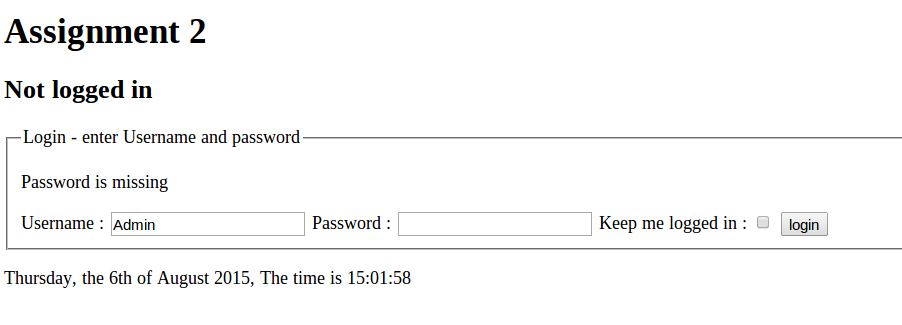 Assignment 2
Not logged in
Login - enter Username and password
Password is missing
Username : Admin Password : Keep me logged in : login
Thursday, the 6th of August 2015, The time is 15:01:58